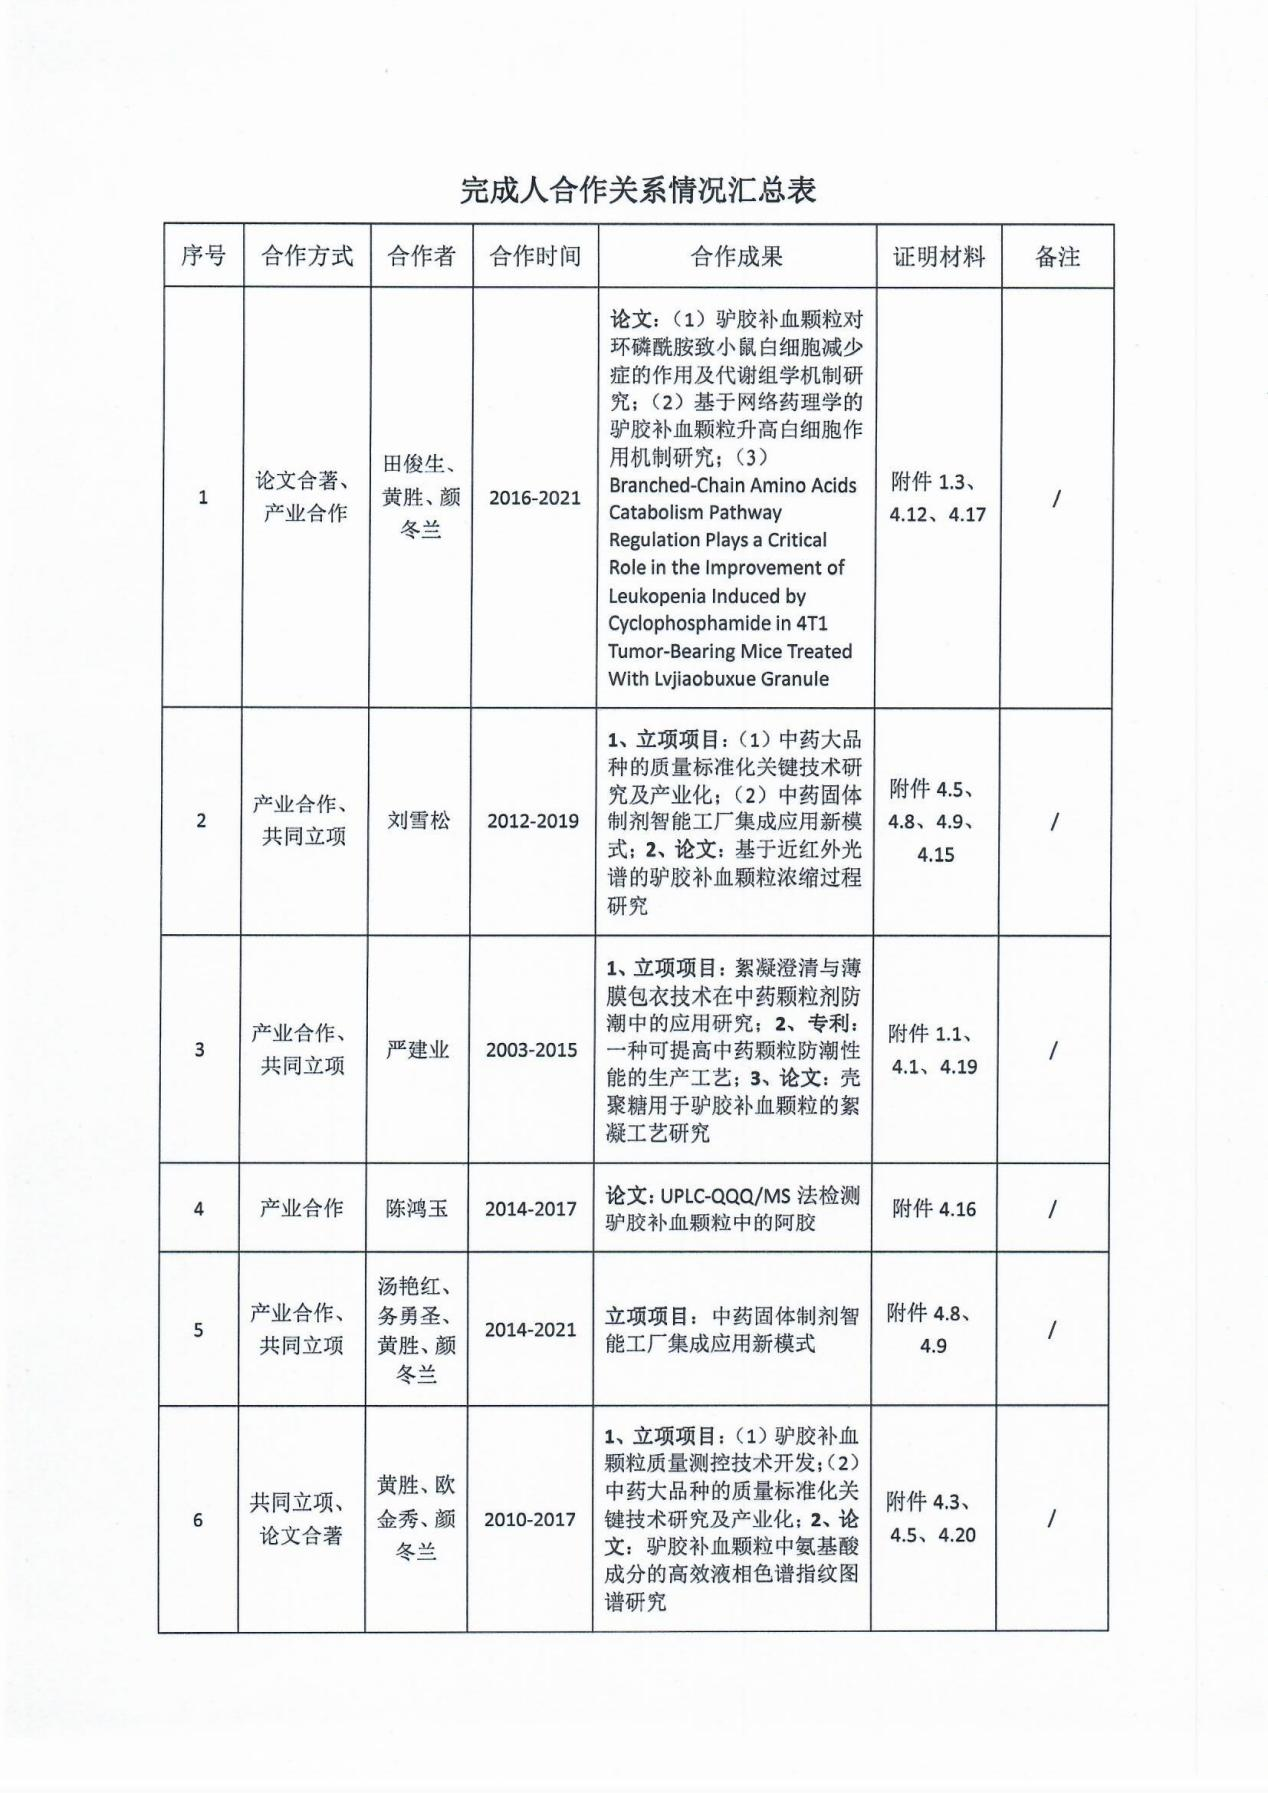 完成人合作关系情况汇总表
序号 合作方式 合作者 合作时间 合作成果 证明材料 备注
1
论文合著、
产业合作
田俊生、
黄胜、颜
冬兰
2016-2021
论文：（1）驴胶补血颗粒对
环磷酰胺致小鼠白细胞减少
症的作用及代谢组学机制研
究；（2）基于网络药理学的
驴胶补血颗粒升高白细胞作
用机制研究；（3）
Branched-Chain Amino Acids
Catabolism Pathway
Regulation Plays a Critical
Role in the Improvement of
Leukopenia Induced by
Cyclophosphamide in 4T1
Tumor-Bearing Mice Treated
With Lvjiaobuxue Granule
附件 1.3、
4.12、4.17
/
2
产业合作、
共同立项
刘雪松
2012-2019
1、立项项目：（1）中药大品
种的质量标准化关键技术研
究及产业化；（2）中药固体
制剂智能工厂集成应用新模
式；2、论文：基于近红外光
谱的驴胶补血颗粒浓缩过程
研究
附件 4.5、
4.8、4.9、
4.15
/
3
产业合作、
共同立项
严建业
2003-2015
1、立项项目：絮凝澄清与薄
膜包衣技术在中药颗粒剂防
潮中的应用研究；2、专利：
一种可提高中药颗粒防潮性
能的生产工艺；3、论文：壳
聚糖用于驴胶补血颗粒的絮
凝工艺研究
附件 1.1、
4.1、4.19
/
4
产业合作
陈鸿玉
2014-2017
论文：UPLC-QQQ/MS 法检测
驴胶补血颗粒中的阿胶
附件 4.16
/
5
产业合作、
共同立项
汤艳红、
务勇圣、
黄胜、颜
冬兰
2014-2021
立项项目：中药固体制剂智
能工厂集成应用新模式
附件 4.8、
4.9
/
6
共同立项、
论文合著
黄胜、欧
金秀、颜
冬兰
2010-2017
1、立项项目：（1）驴胶补血
颗粒质量测控技术开发；（2）
中药大品种的质量标准化关
键技术研究及产业化；2、论
文：驴胶补血颗粒中氨基酸
成分的高效液相色谱指纹图
谱研究
附件 4.3、
4.5、4.20
/